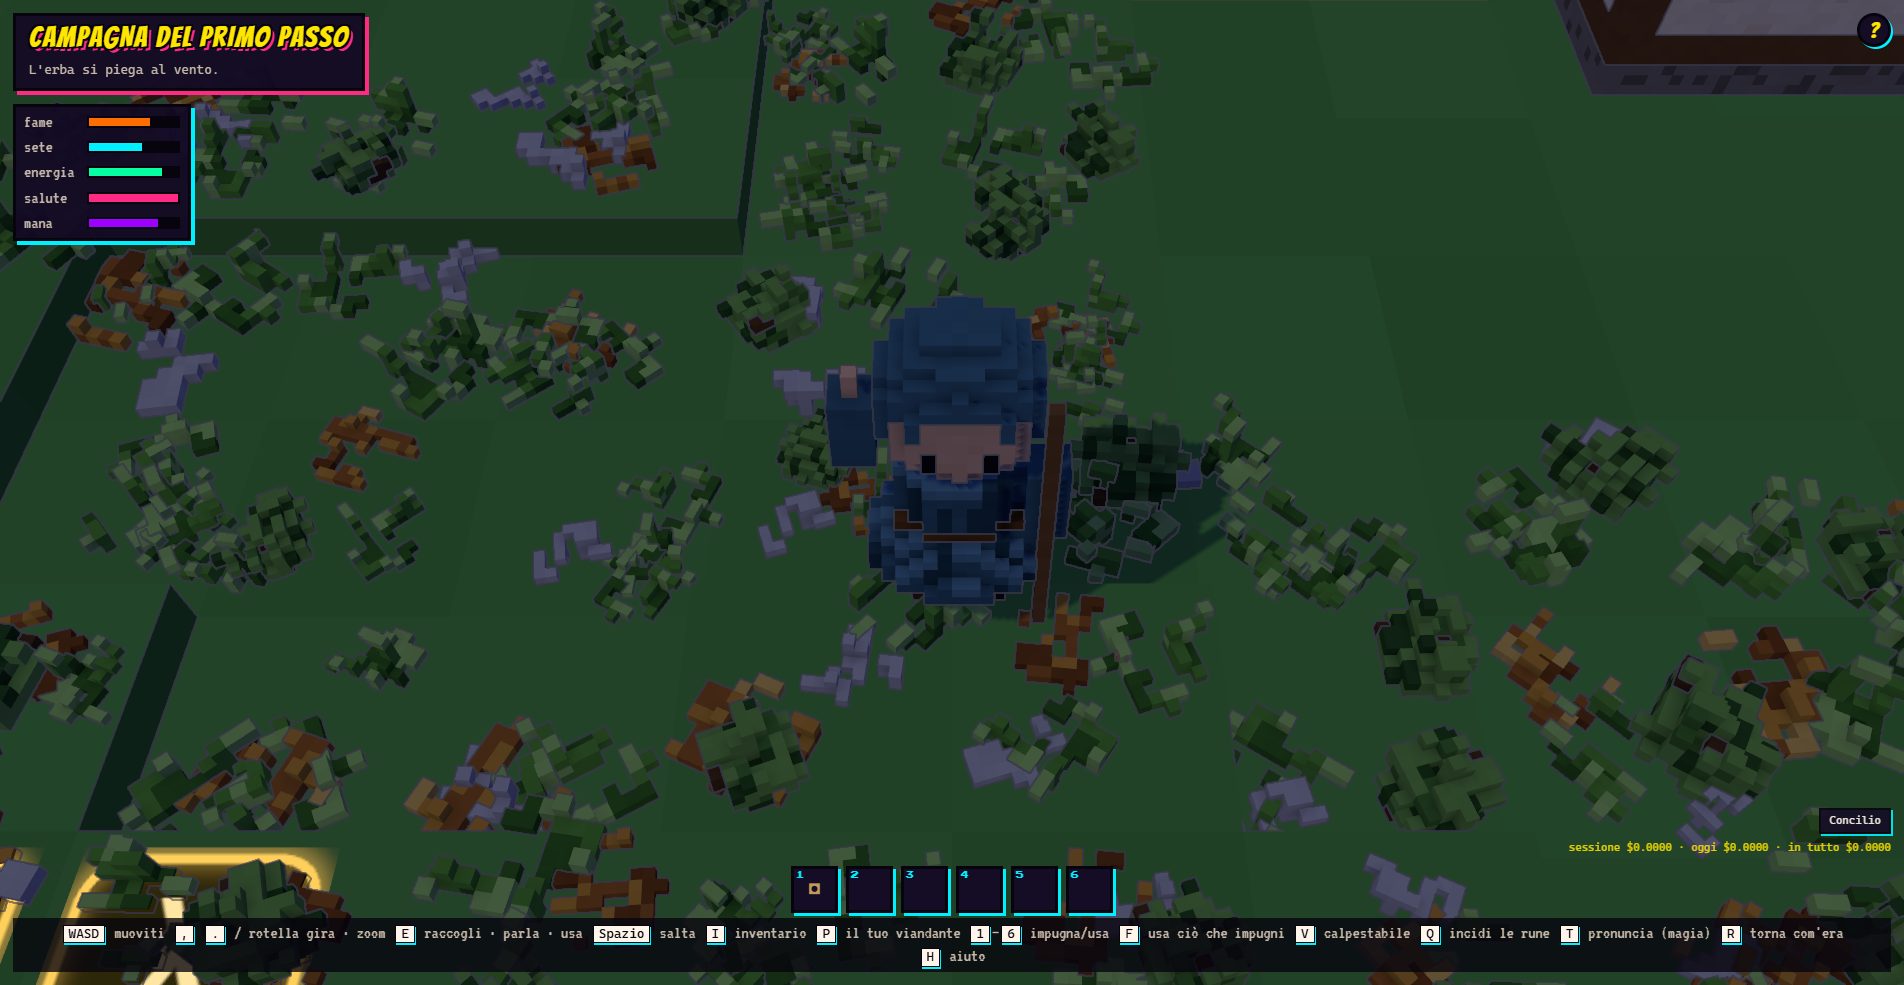 CAMPAGNA DEL PRIMO PASSO
L'erba si piega al vento.
?
fame
sete
energia
salute
mana
Concilio
sessione $0.0000 · oggi $0.0000 · in tutto $0.0000
1 2 3 4 5 6
WASD muoviti , . / rotella gira · zoom E raccogli · parla · usa Spazio salta I inventario P il tuo viandante 1-6 impugna/usa F usa ciò che impugni V calpestabile Q incidi le rune T pronuncia (magia) R torna com'era
H aiuto